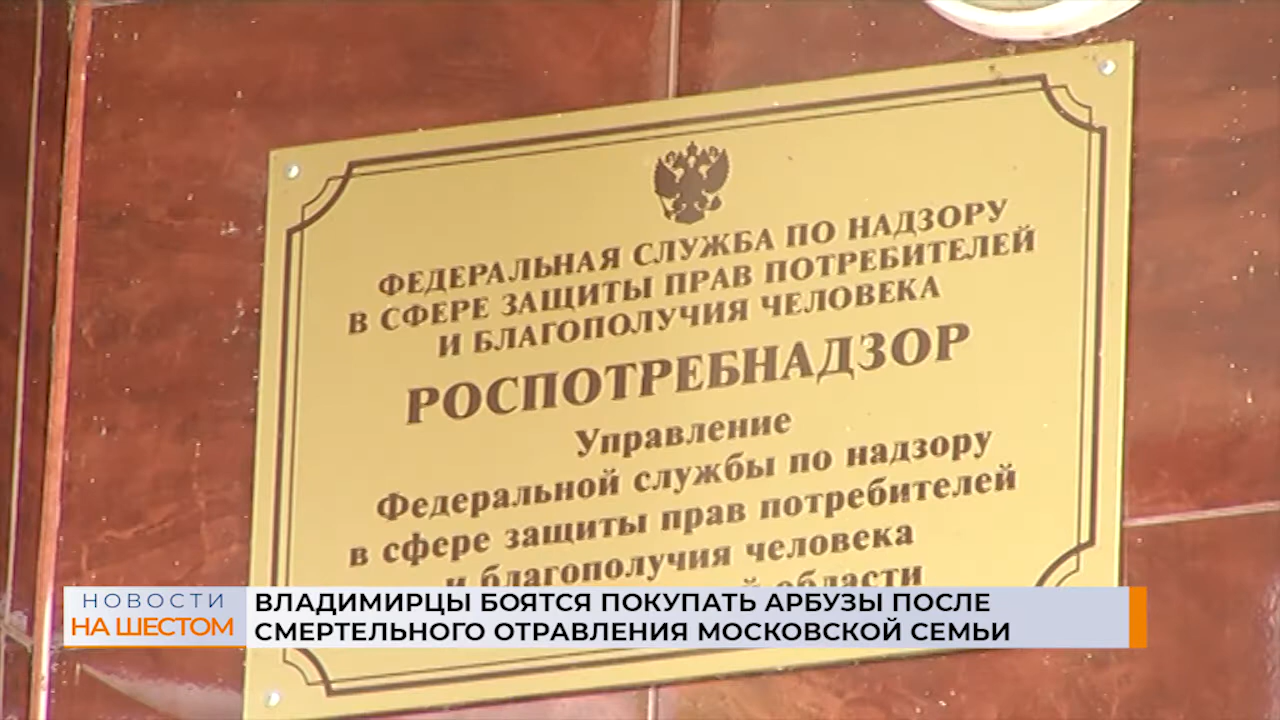 ФЕДЕРАЛЬНАЯ СЛУЖБА ПО НАДЗОРУ
В СФЕРЕ ЗАЩИТЫ ПРАВ ПОТРЕБИТЕЛЕЙ
И БЛАГОПОЛУЧИЯ ЧЕЛОВЕКА
РОСПОТРЕБНАДЗОР
Управление
Федеральной службы по надзору
в сфере защиты прав потребителей
и благополучия человека
области
НОВОСТИ
НА ШЕСТОМ
ВЛАДИМИРЦЫ БОЯТСЯ ПОКУПАТЬ АРБУЗЫ ПОСЛЕ
СМЕРТЕЛЬНОГО ОТРАВЛЕНИЯ МОСКОВСКОЙ СЕМЬИ